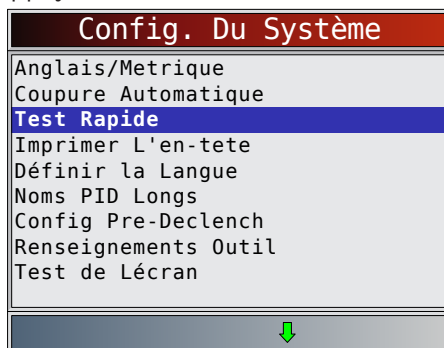 Config. Du Système
Anglais/Metrique
Coupure Automatique
Test Rapide
Imprimer L'en-tete
Définir la Langue
Noms PID Longs
Config Pre-Declench
Renseignements Outil
Test de Lécran